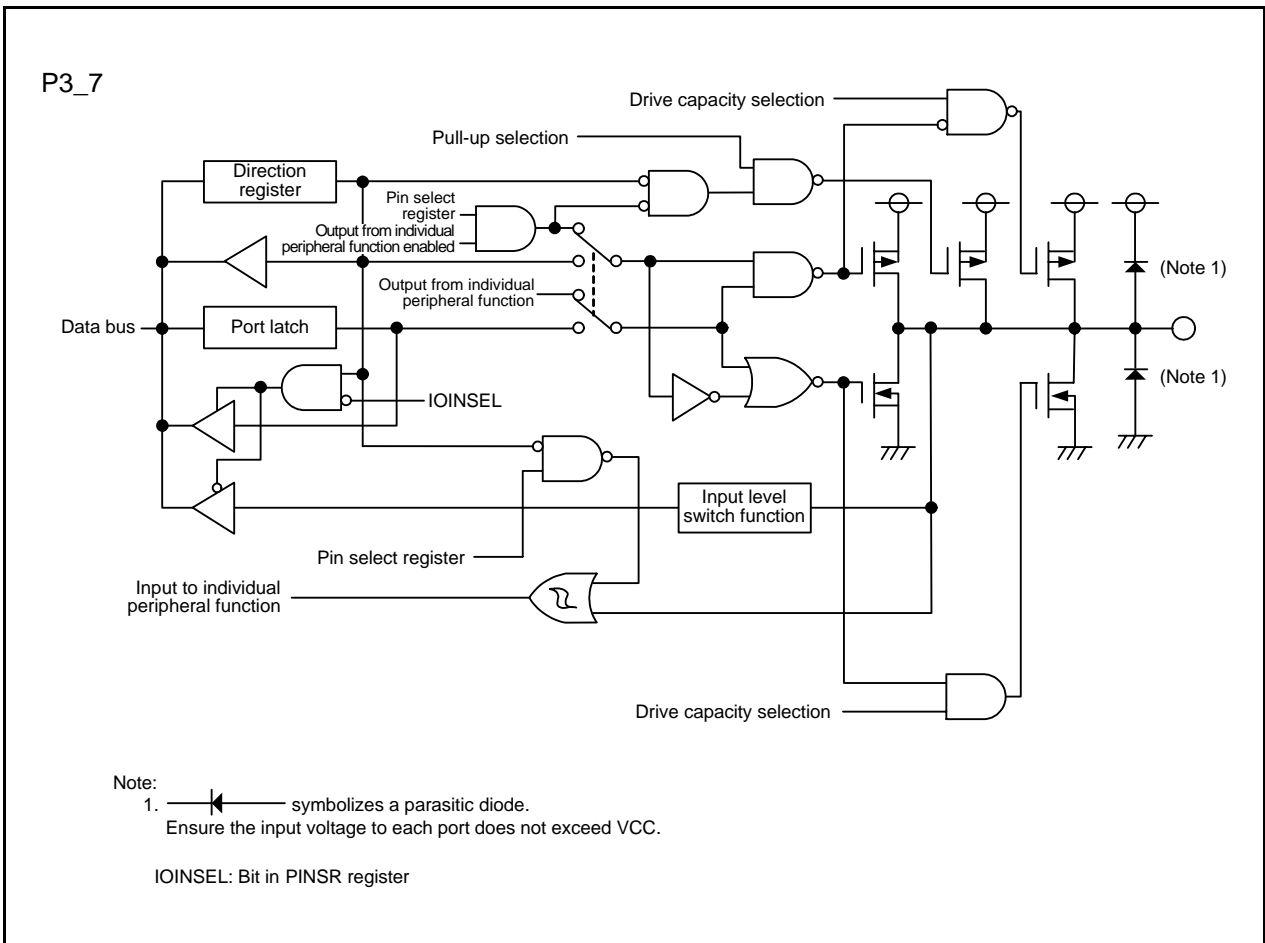 P3_7
Drive capacity selection
Pull-up selection
Direction
register
Pin select
register
Output from individual
peripheral function enabled
(Note 1)
Output from individual
peripheral function
Data bus
Port latch
(Note 1)
IOINSEL
Input level
switch function
Pin select register
Input to individual
peripheral function
Drive capacity selection
Note:
1. symbolizes a parasitic diode.
Ensure the input voltage to each port does not exceed VCC.
IOINSEL: Bit in PINSR register